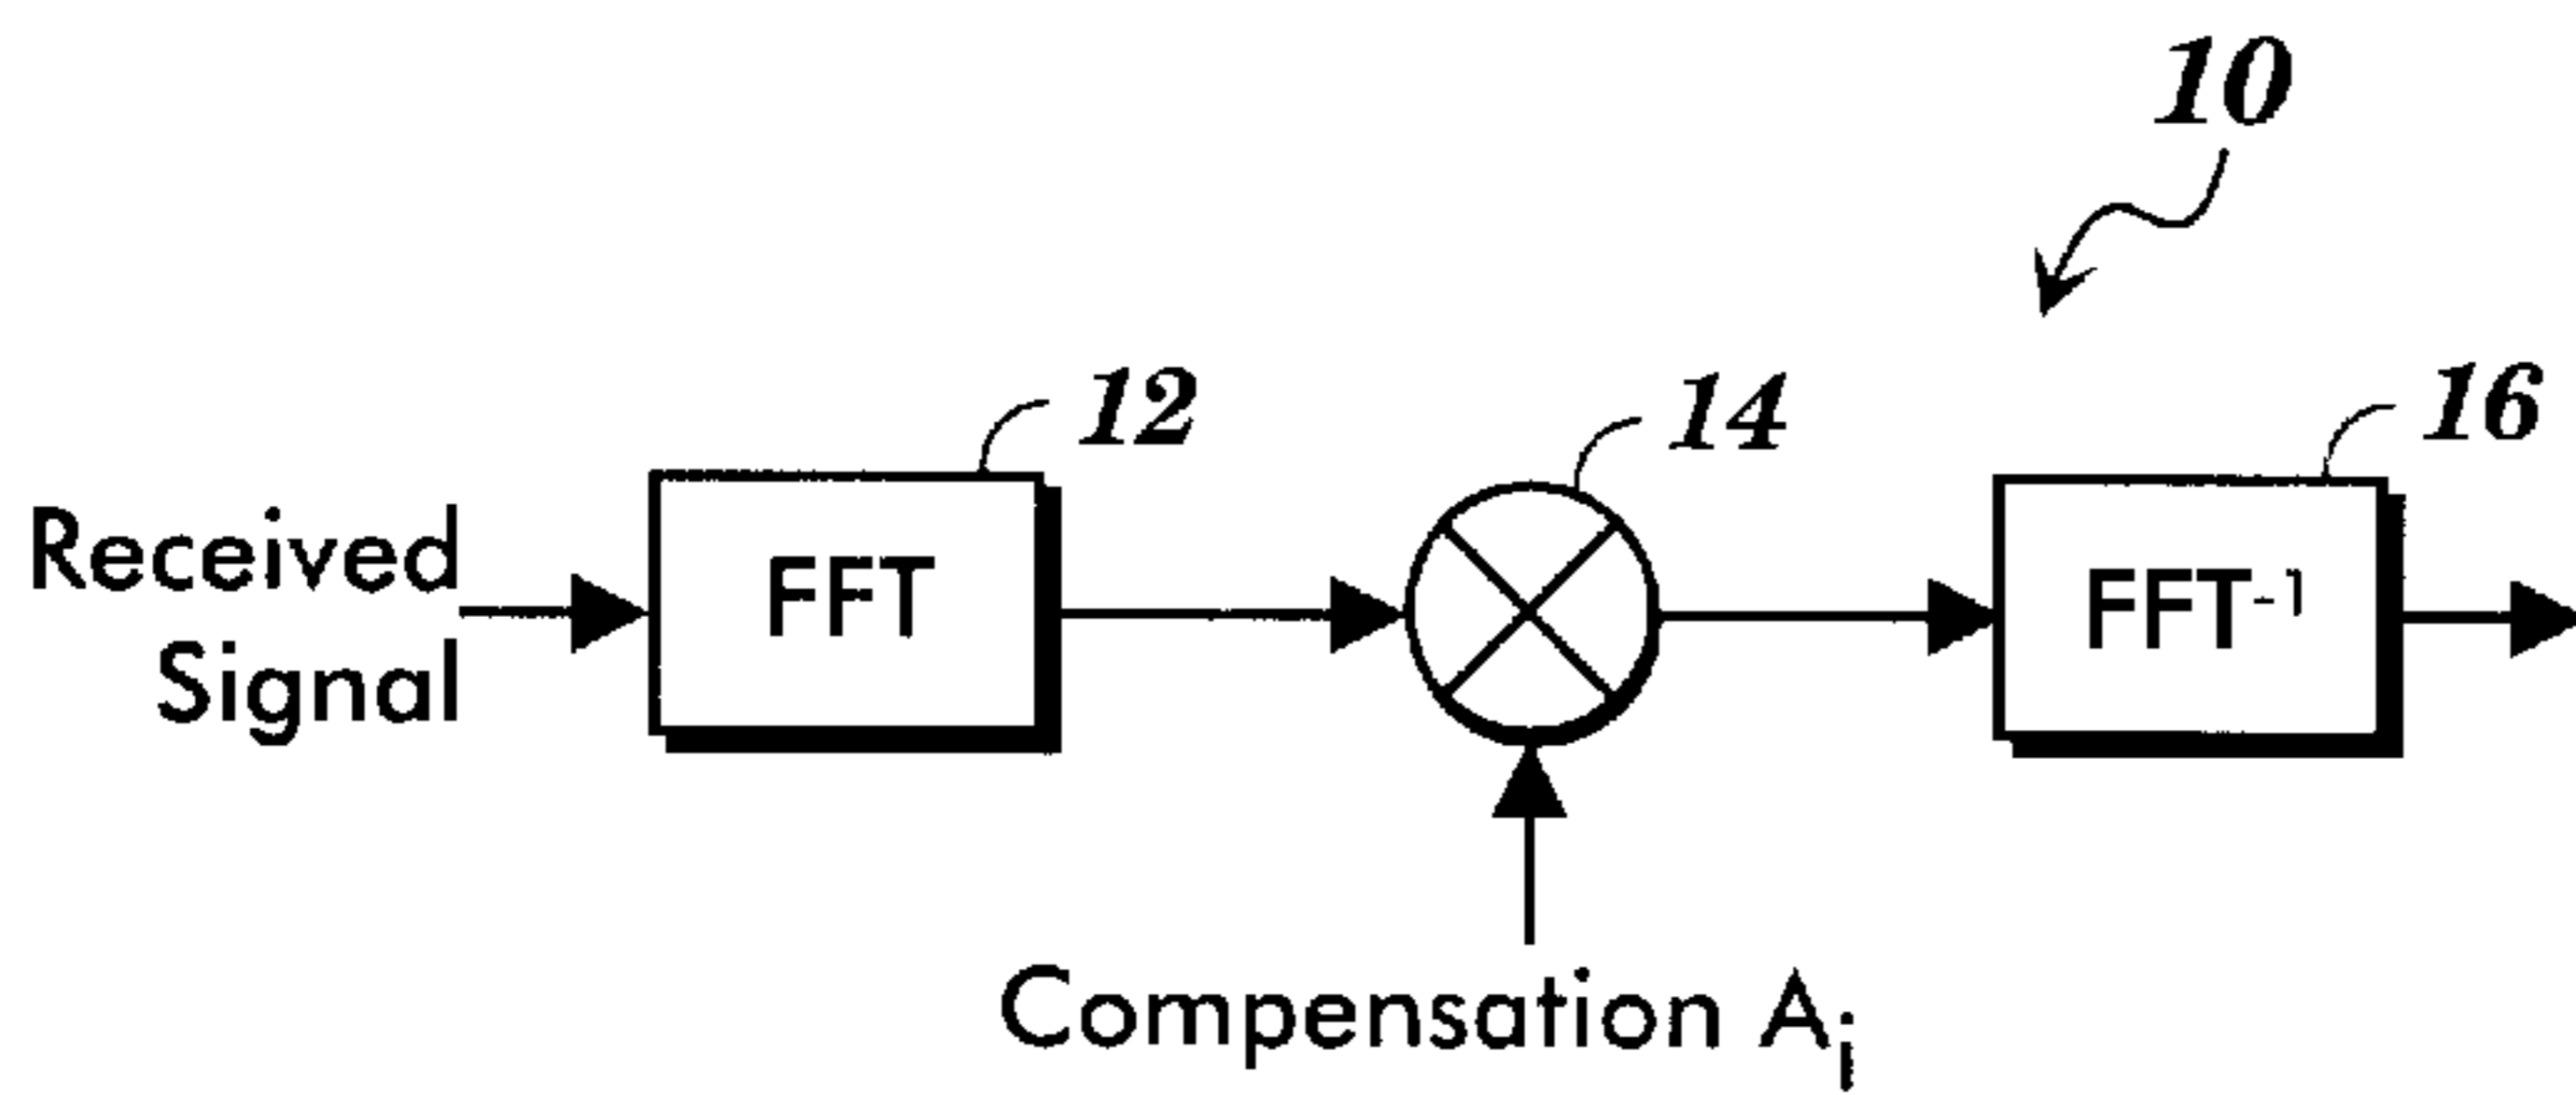 10
12
14
16
Received
Signal
FFT
FFT-1
Compensation Ai